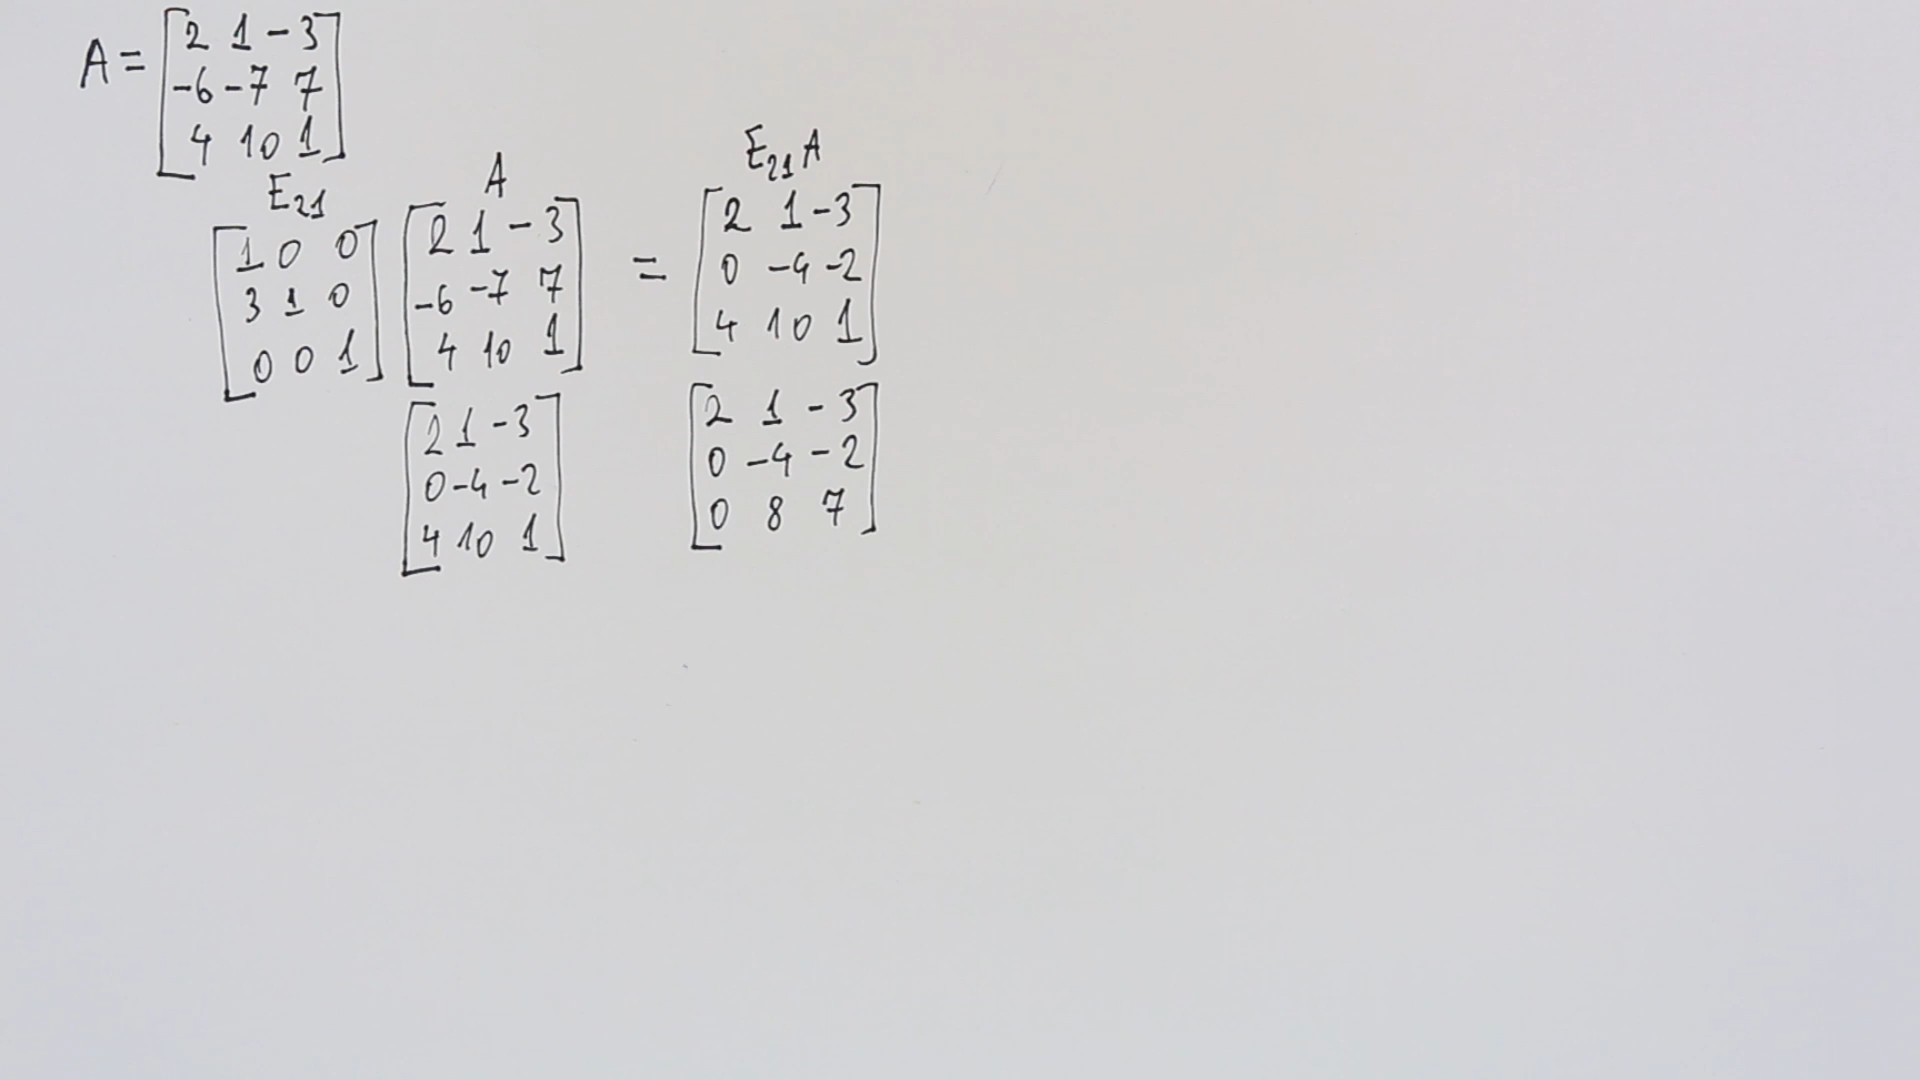 A = [2 1 -3
-6 -7 7
4 10 1]
E21 A E21A
[1 0 0 [2 1 -3 [2 1 -3
3 1 0 -6 -7 7 = 0 -4 -2
0 0 1] 4 10 1] 4 10 1]
[2 1 -3 [2 1 -3
0 -4 -2 0 -4 -2
4 10 1] 0 8 7]